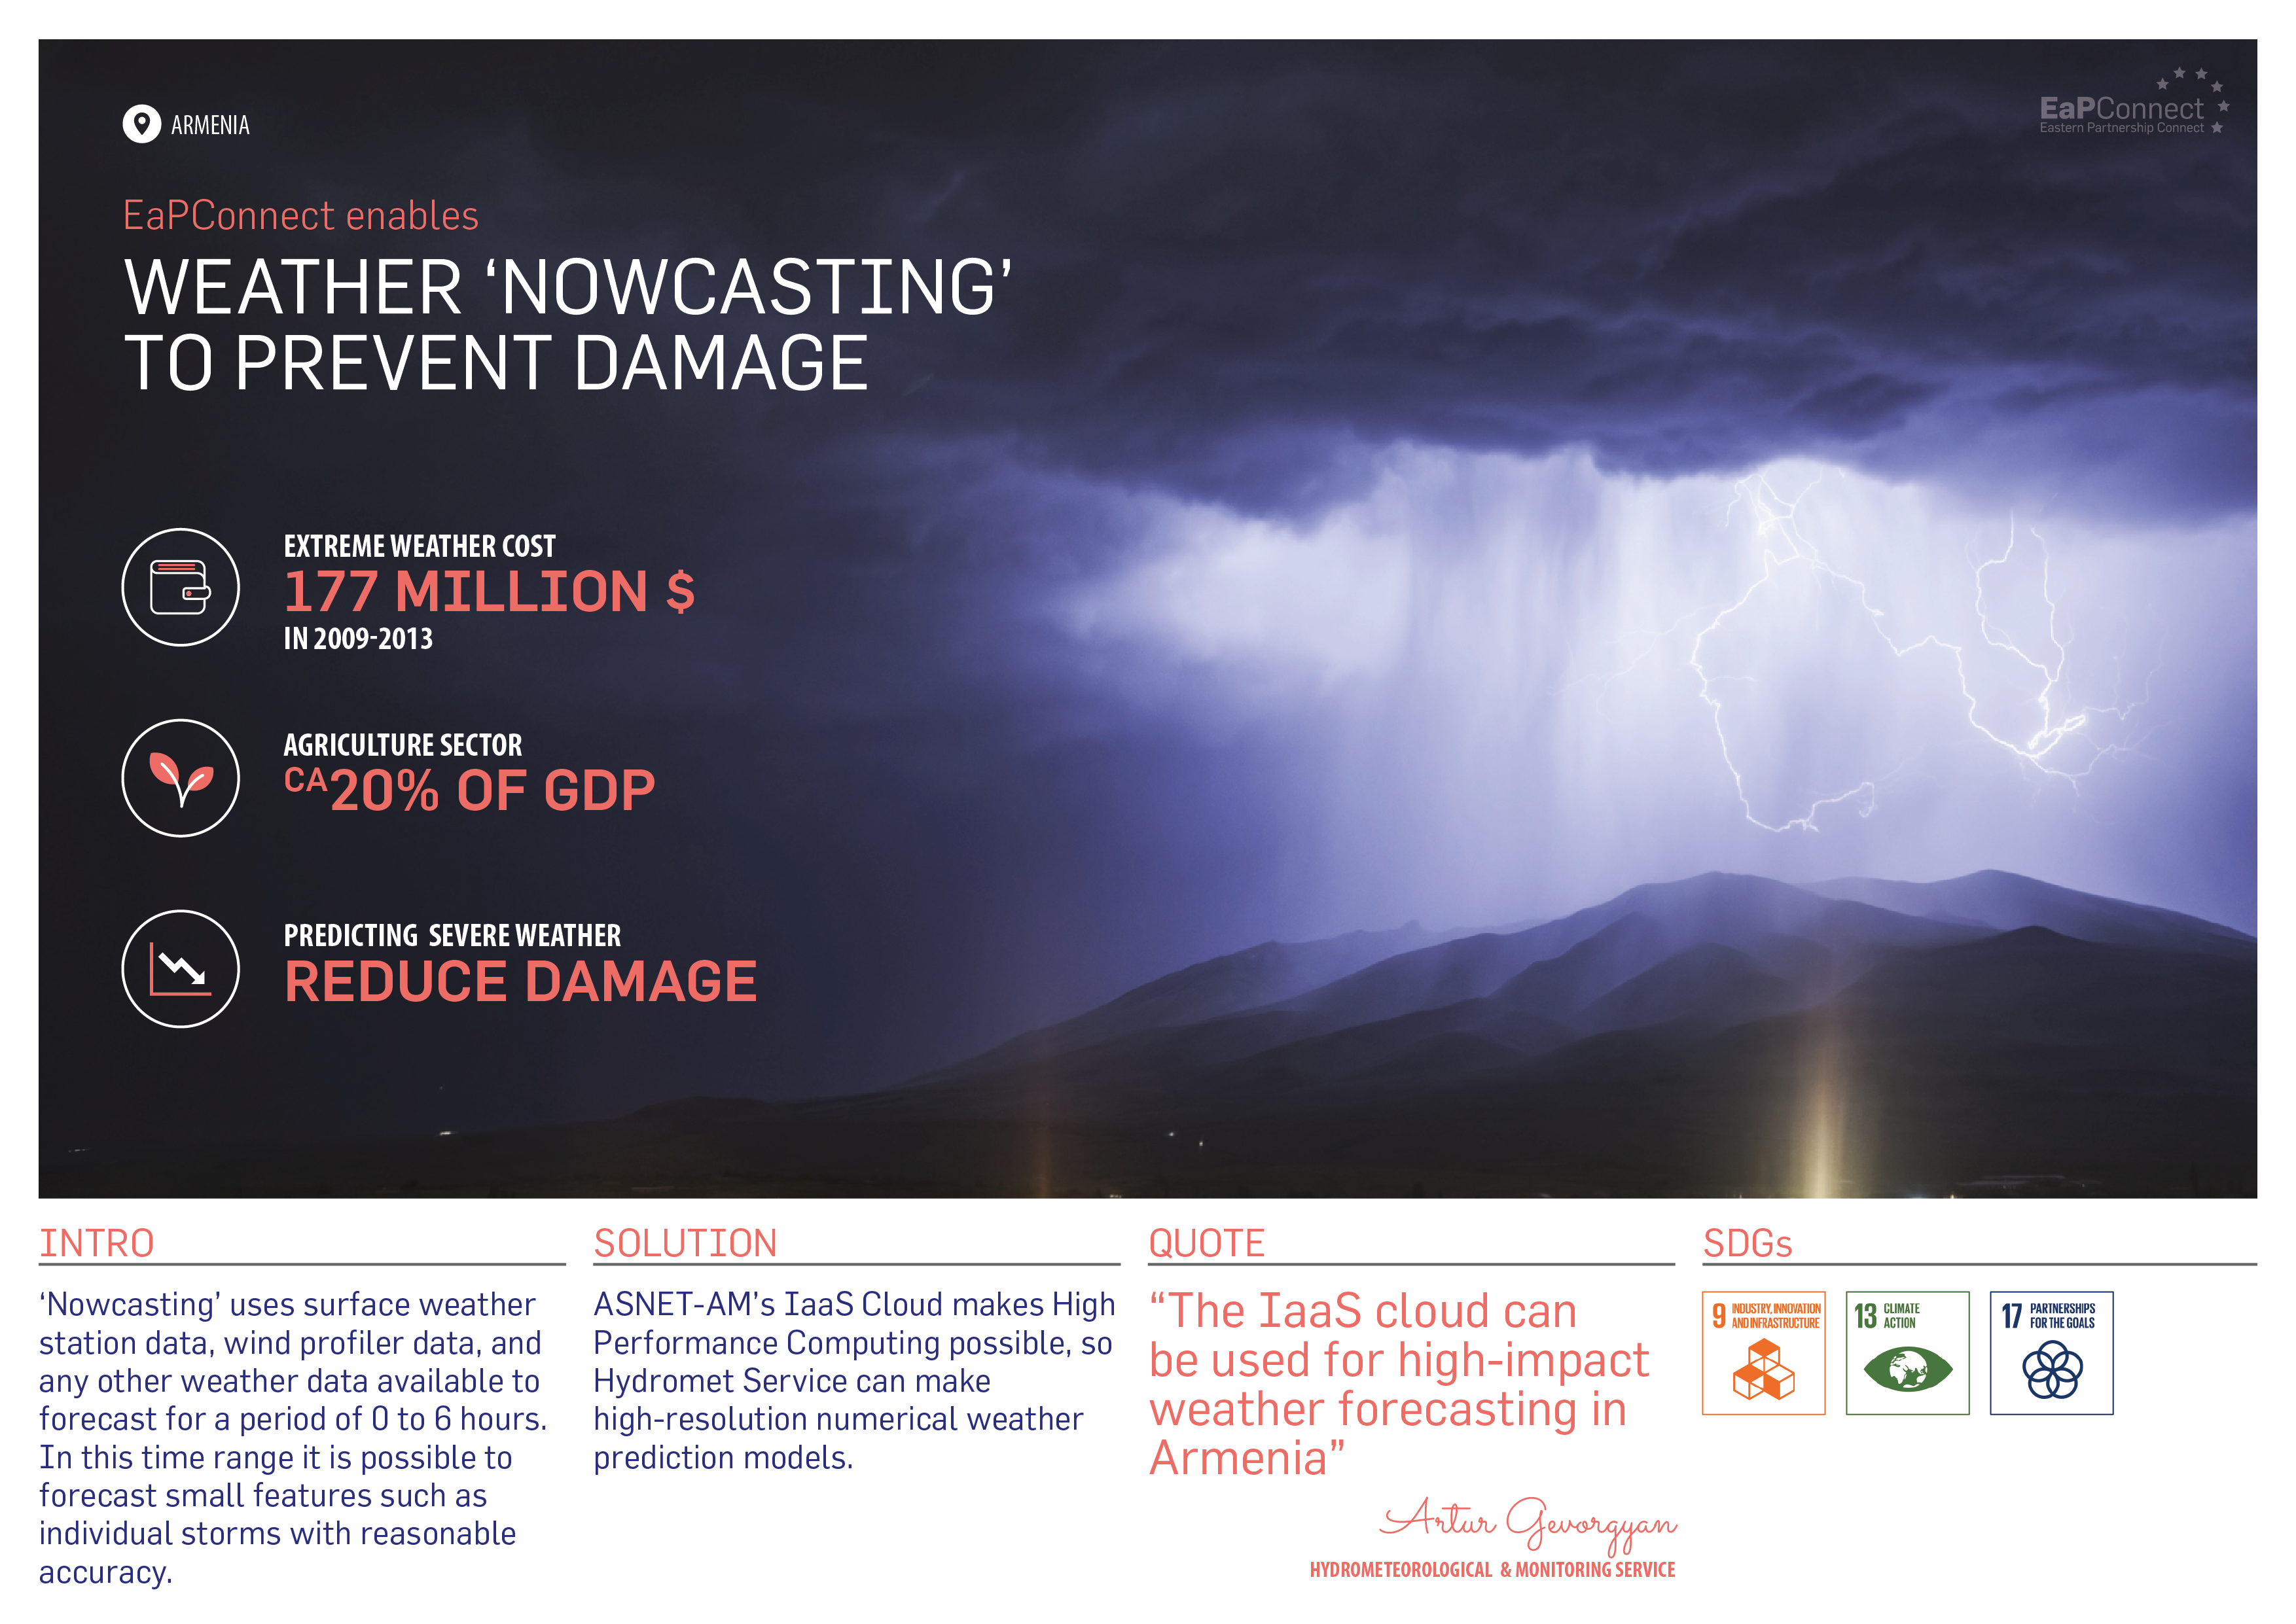 ARMENIA
EaPConnect
Eastern Partnership Connect
EaPConnect enables
WEATHER ‘NOWCASTING’
TO PREVENT DAMAGE
EXTREME WEATHER COST
177 MILLION $
IN 2009-2013
AGRICULTURE SECTOR
CA20% OF GDP
PREDICTING SEVERE WEATHER
REDUCE DAMAGE
INTRO
‘Nowcasting’ uses surface weather
station data, wind profiler data, and
any other weather data available to
forecast for a period of 0 to 6 hours.
In this time range it is possible to
forecast small features such as
individual storms with reasonable
accuracy.
SOLUTION
ASNET-AM’s IaaS Cloud makes High
Performance Computing possible, so
Hydromet Service can make
high-resolution numerical weather
prediction models.
QUOTE
“The IaaS cloud can
be used for high-impact
weather forecasting in
Armenia”
Artur Gevorgyan
HYDROMETEOROLOGICAL & MONITORING SERVICE
SDGs
9 INDUSTRY, INNOVATION
AND INFRASTRUCTURE
13 CLIMATE
ACTION
17 PARTNERSHIPS
FOR THE GOALS